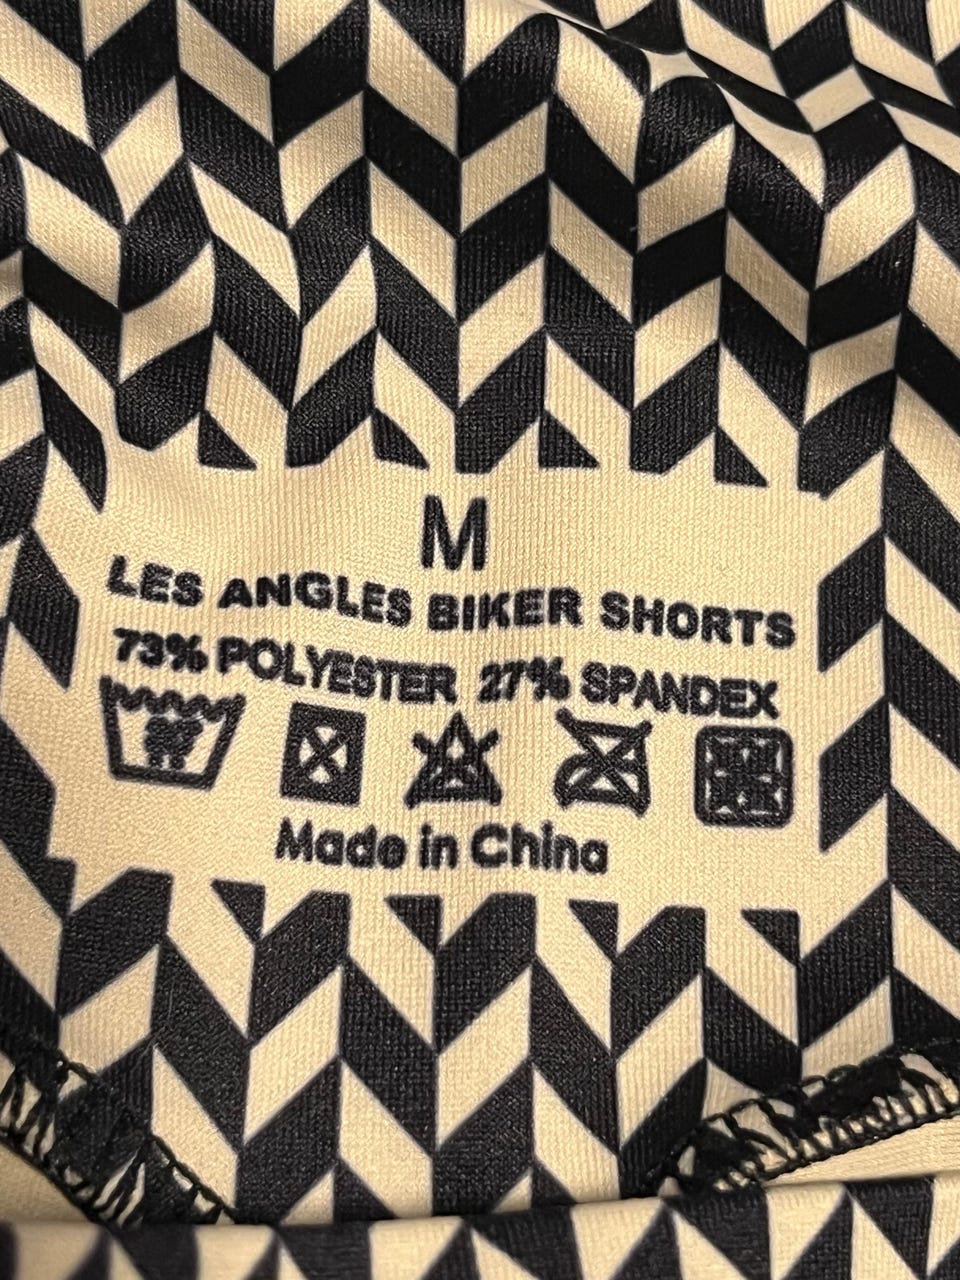 M
LES ANGLES BIKER SHORTS
73% POLYESTER 27% SPANDEX
Made in China